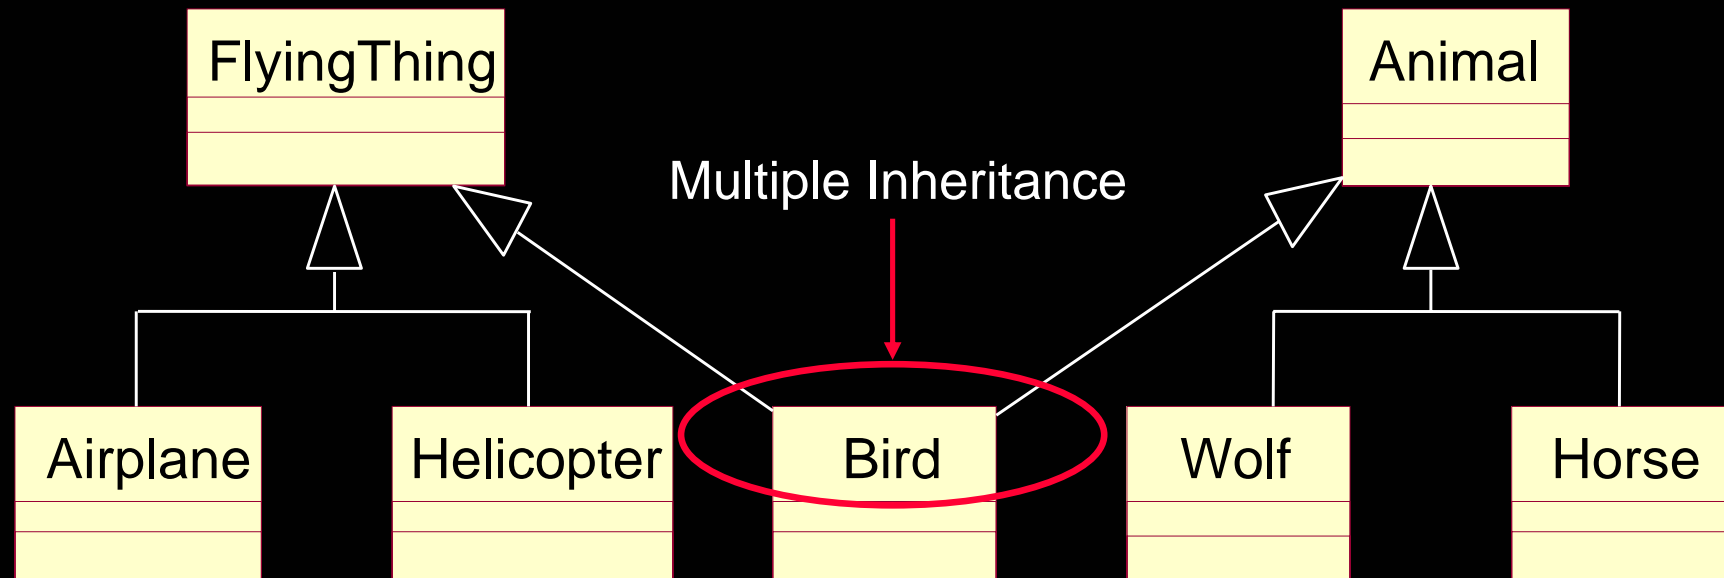 FlyingThing
Animal
Multiple Inheritance
Airplane
Helicopter
Bird
Wolf
Horse